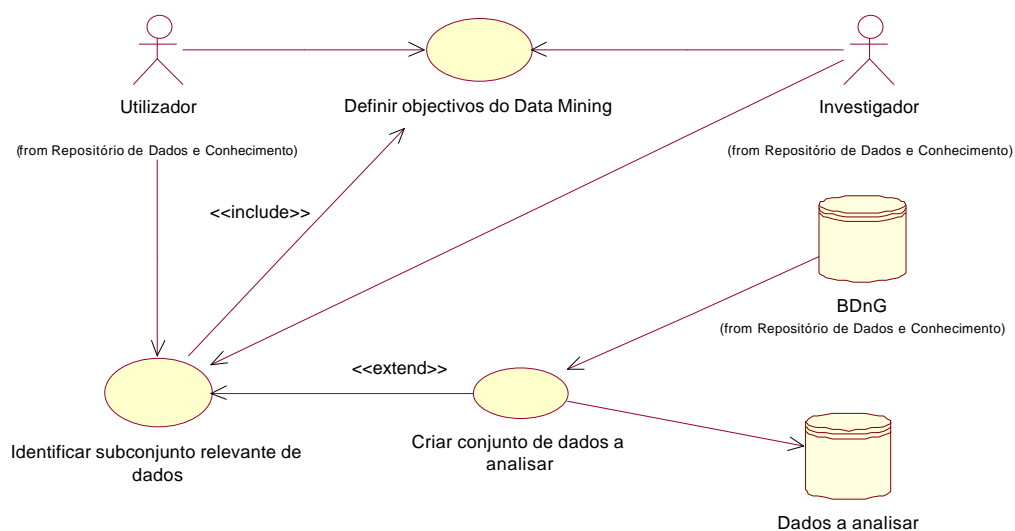 Utilizador
Definir objectivos do Data Mining
Investigador
(from Repositório de Dados e Conhecimento)
(from Repositório de Dados e Conhecimento)
<<include>>
BDnG
(from Repositório de Dados e Conhecimento)
<<extend>>
Identificar subconjunto relevante de
dados
Criar conjunto de dados a
analisar
Dados a analisar